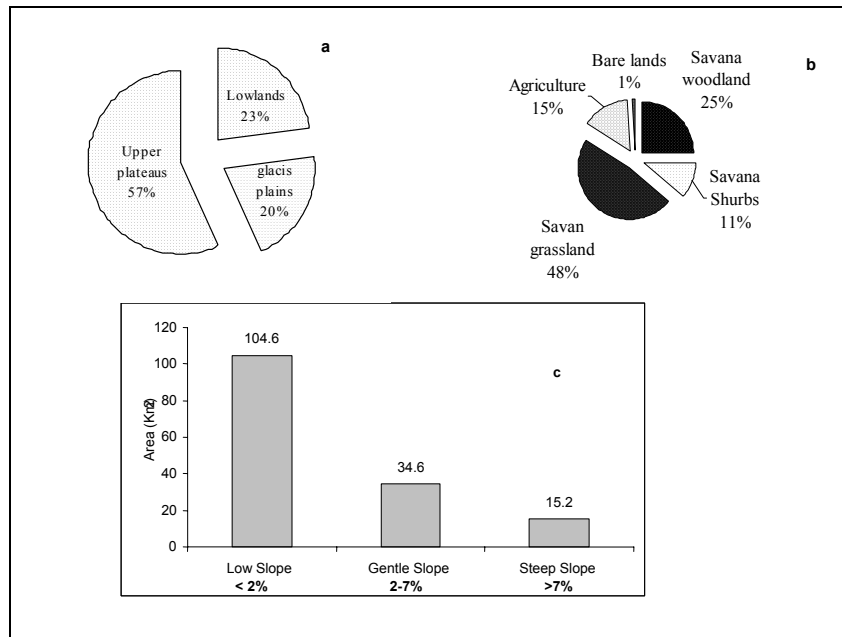 a
Lowlands
23%
Upper
plateaus
57%
glacis
plains
20%
b
Bare lands
1%
Savana
woodland
25%
Agriculture
15%
Savana
Shurbs
11%
Savan
grassland
48%
c
Area (Km2)
120
100
80
60
40
20
0
104.6
34.6
15.2
Low Slope
< 2%
Gentle Slope
2-7%
Steep Slope
>7%